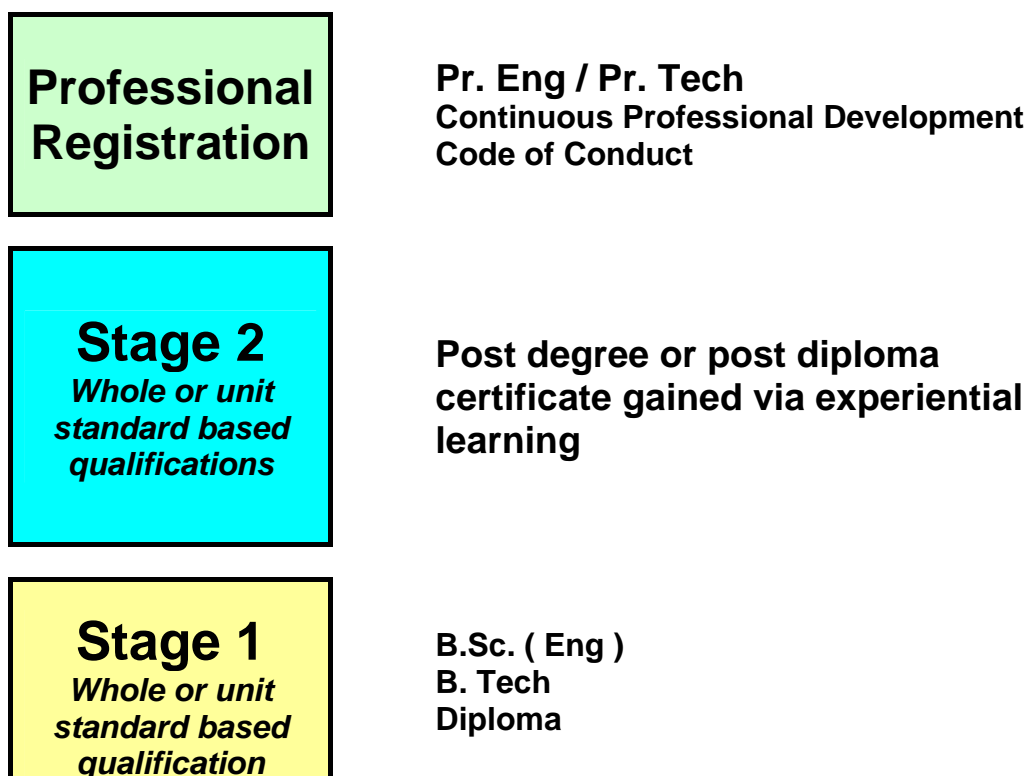 Professional
Registration
Pr. Eng / Pr. Tech
Continuous Professional Development
Code of Conduct
Stage 2
Whole or unit
standard based
qualifications
Post degree or post diploma
certificate gained via experiential
learning
Stage 1
Whole or unit
standard based
qualification
B.Sc. ( Eng )
B. Tech
Diploma